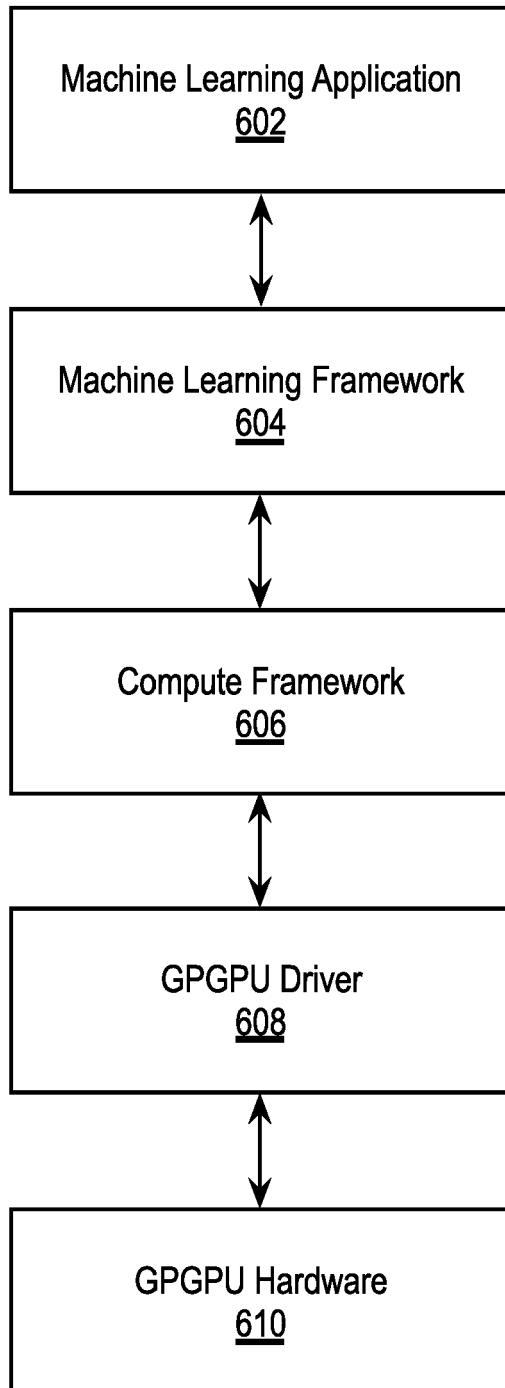 Machine Learning Application
602
Machine Learning Framework
604
Compute Framework
606
GPGPU Driver
608
GPGPU Hardware
610